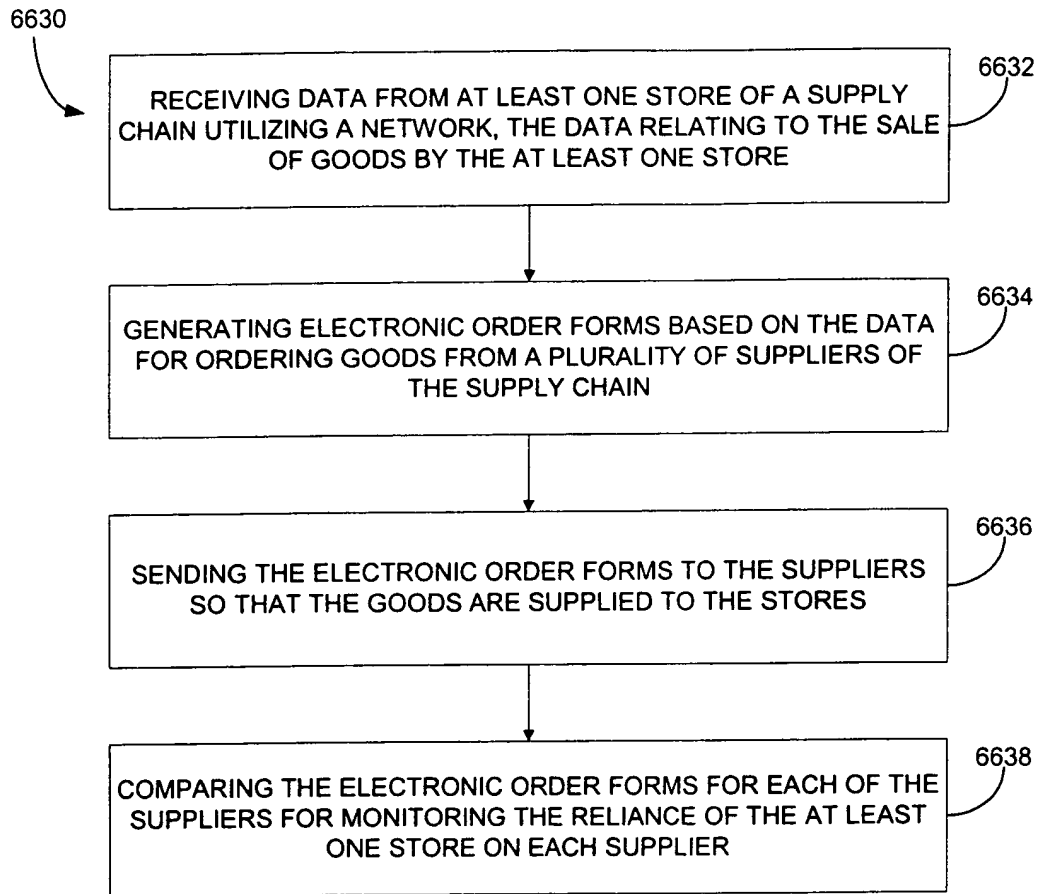 6630
6632
RECEIVING DATA FROM AT LEAST ONE STORE OF A SUPPLY
CHAIN UTILIZING A NETWORK, THE DATA RELATING TO THE SALE
OF GOODS BY THE AT LEAST ONE STORE
6634
GENERATING ELECTRONIC ORDER FORMS BASED ON THE DATA
FOR ORDERING GOODS FROM A PLURALITY OF SUPPLIERS OF
THE SUPPLY CHAIN
6636
SENDING THE ELECTRONIC ORDER FORMS TO THE SUPPLIERS
SO THAT THE GOODS ARE SUPPLIED TO THE STORES
6638
COMPARING THE ELECTRONIC ORDER FORMS FOR EACH OF THE
SUPPLIERS FOR MONITORING THE RELIANCE OF THE AT LEAST
ONE STORE ON EACH SUPPLIER